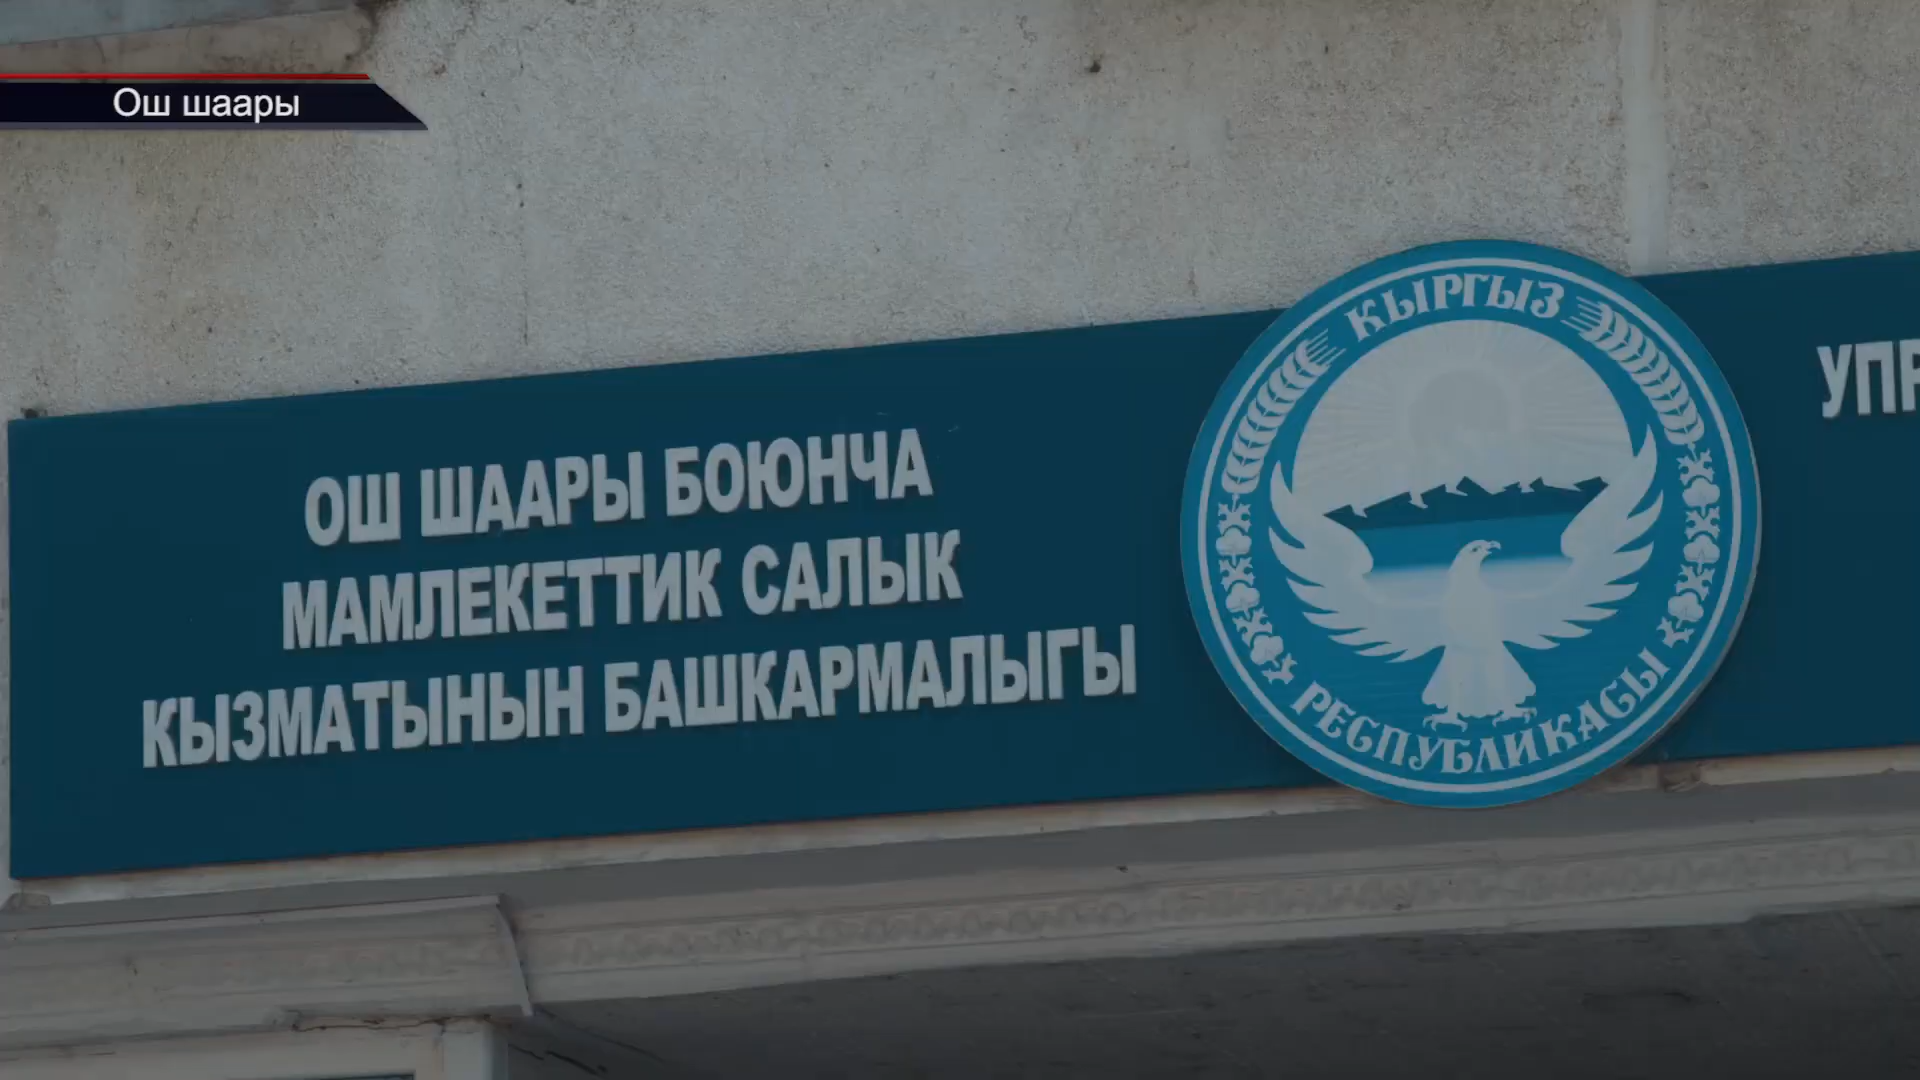 Ош шаары
ОШ ШААРЫ БОЮНЧА
МАМЛЕКЕТТИК САЛЫК
КЫЗМАТЫНЫН БАШКАРМАЛЫГЫ
КЫРГЫЗ
РЕСПУБЛИКАСЫ